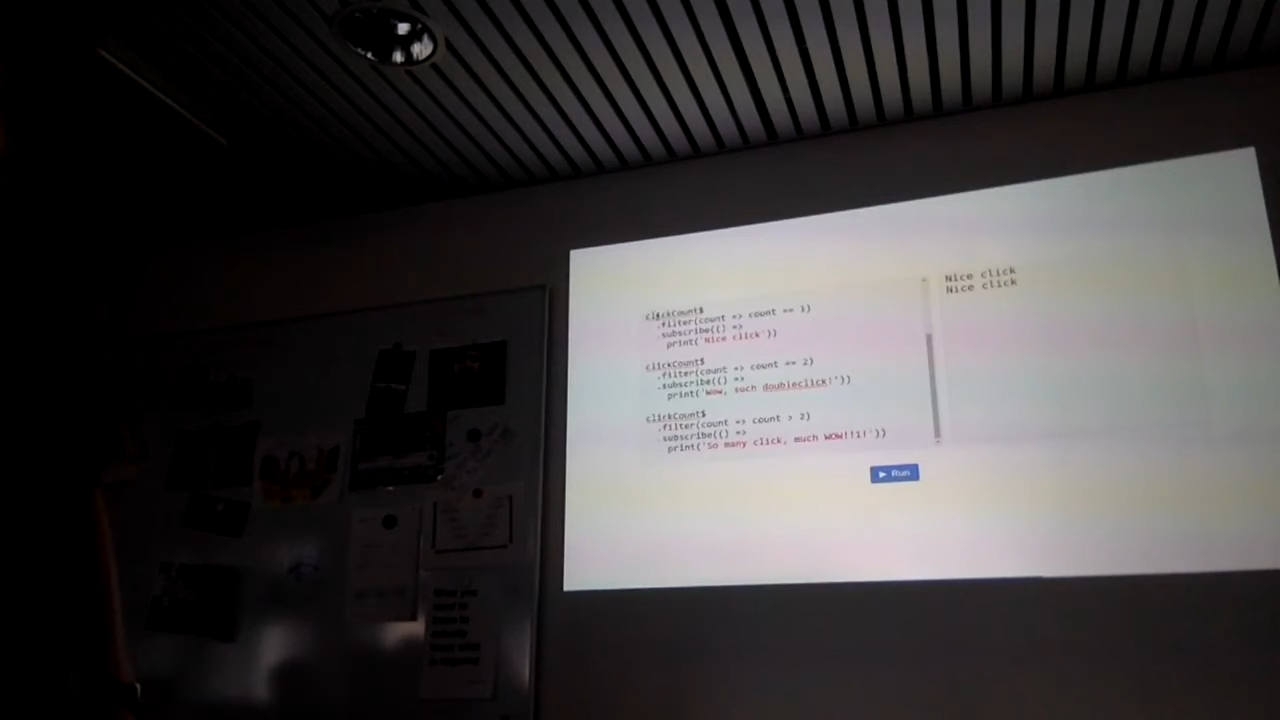 clickCount$
.filter(count => count == 1)
.subscribe(() =>
print('Nice click'))
clickCount$
.filter(count => count == 2)
.subscribe(() =>
print('Wow, such doubleclick!'))
clickCount$
.filter(count => count > 2)
.subscribe(() =>
print('So many click, much WOW!!1!'))
Run
Nice click
Nice click